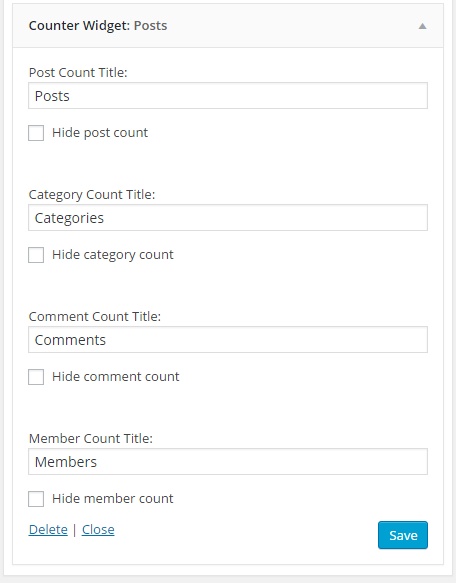 Counter Widget: Posts
Post Count Title:
Posts
Hide post count
Category Count Title:
Categories
Hide category count
Comment Count Title:
Comments
Hide comment count
Member Count Title:
Members
Hide member count
Delete | Close
Save